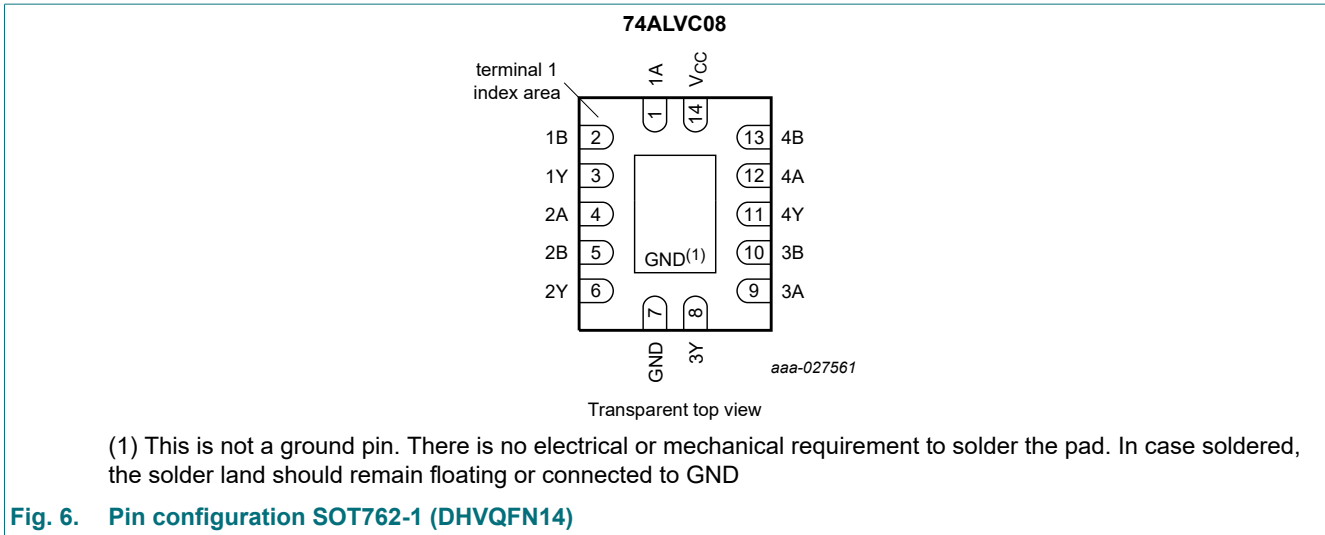 74ALVC08
terminal 1
index area
1A
VCC
1
14
1B 2
13 4B
1Y 3
12 4A
2A 4
11 4Y
2B 5
GND(1)
10 3B
2Y 6
9 3A
7
8
GND
3Y
aaa-027561
Transparent top view
(1) This is not a ground pin. There is no electrical or mechanical requirement to solder the pad. In case soldered,
the solder land should remain floating or connected to GND
Fig. 6. Pin configuration SOT762-1 (DHVQFN14)